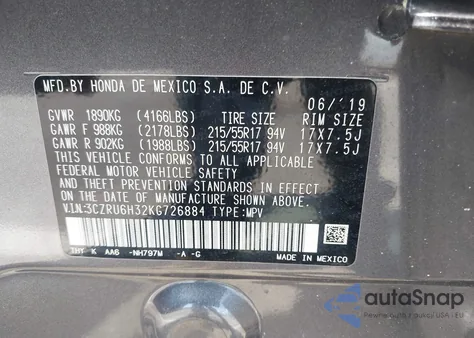 MFD.BY HONDA DE MEXICO S.A. DE C.V.
06/'19
GVWR 1890KG (4166LBS) TIRE SIZE RIM SIZE
GAWR F 988KG (2178LBS) 215/55R17 94V 17X7.5J
GAWR R 902KG (1988LBS) 215/55R17 94V 17X7.5J
THIS VEHICLE CONFORMS TO ALL APPLICABLE
FEDERAL MOTOR VEHICLE SAFETY
AND THEFT PREVENTION STANDARDS IN EFFECT
ON THE DATE OF MANUFACTURE SHOWN ABOVE.
V.I.N:3CZRU6H32KG726884 TYPE:MPV
THY-K AA6 -NH797M -A -G
MADE IN MEXICO
autoSnap